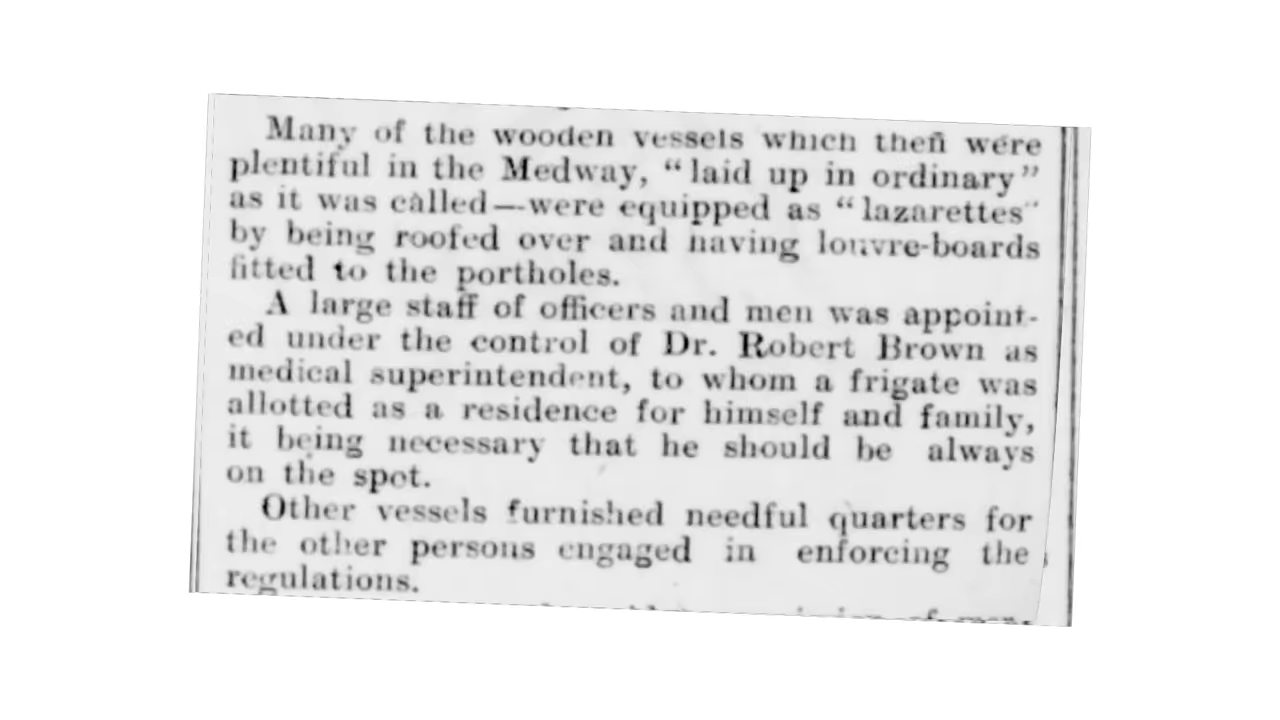 Many of the wooden vessels which then were
plentiful in the Medway, "laid up in ordinary"
as it was called—were equipped as "lazarettes"
by being roofed over and having louvre-boards
fitted to the portholes.
A large staff of officers and men was appoint-
ed under the control of Dr. Robert Brown as
medical superintendent, to whom a frigate was
allotted as a residence for himself and family,
it being necessary that he should be always
on the spot.
Other vessels furnished needful quarters for
the other persons engaged in enforcing the
regulations.